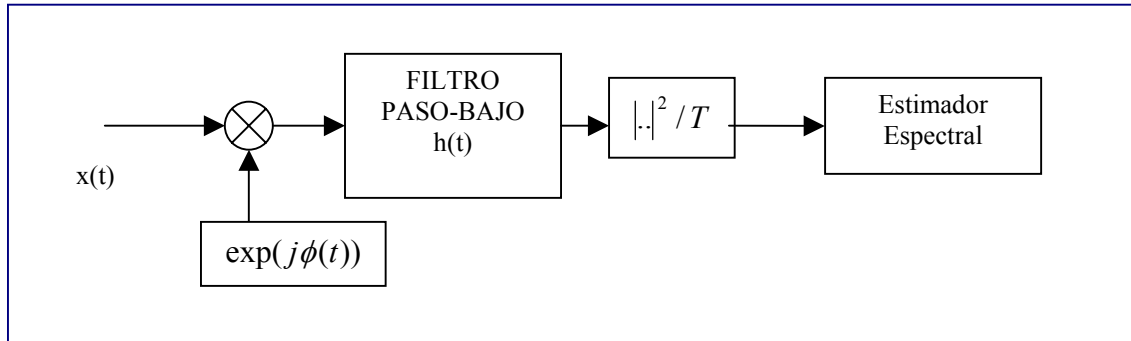 x(t)
exp(jϕ(t))
FILTRO
PASO-BAJO
h(t)
|..|² / T
Estimador
Espectral